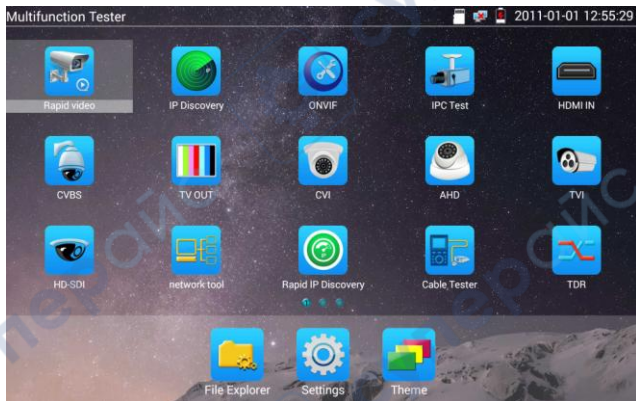 Multifunction Tester 2011-01-01 12:55:29
Rapid video IP Discovery ONVIF IPC Test HDMI IN
CVBS TV OUT CVI AHD TVI
HD-SDI network tool Rapid IP Discovery Cable Tester TDR
File Explorer Settings Theme